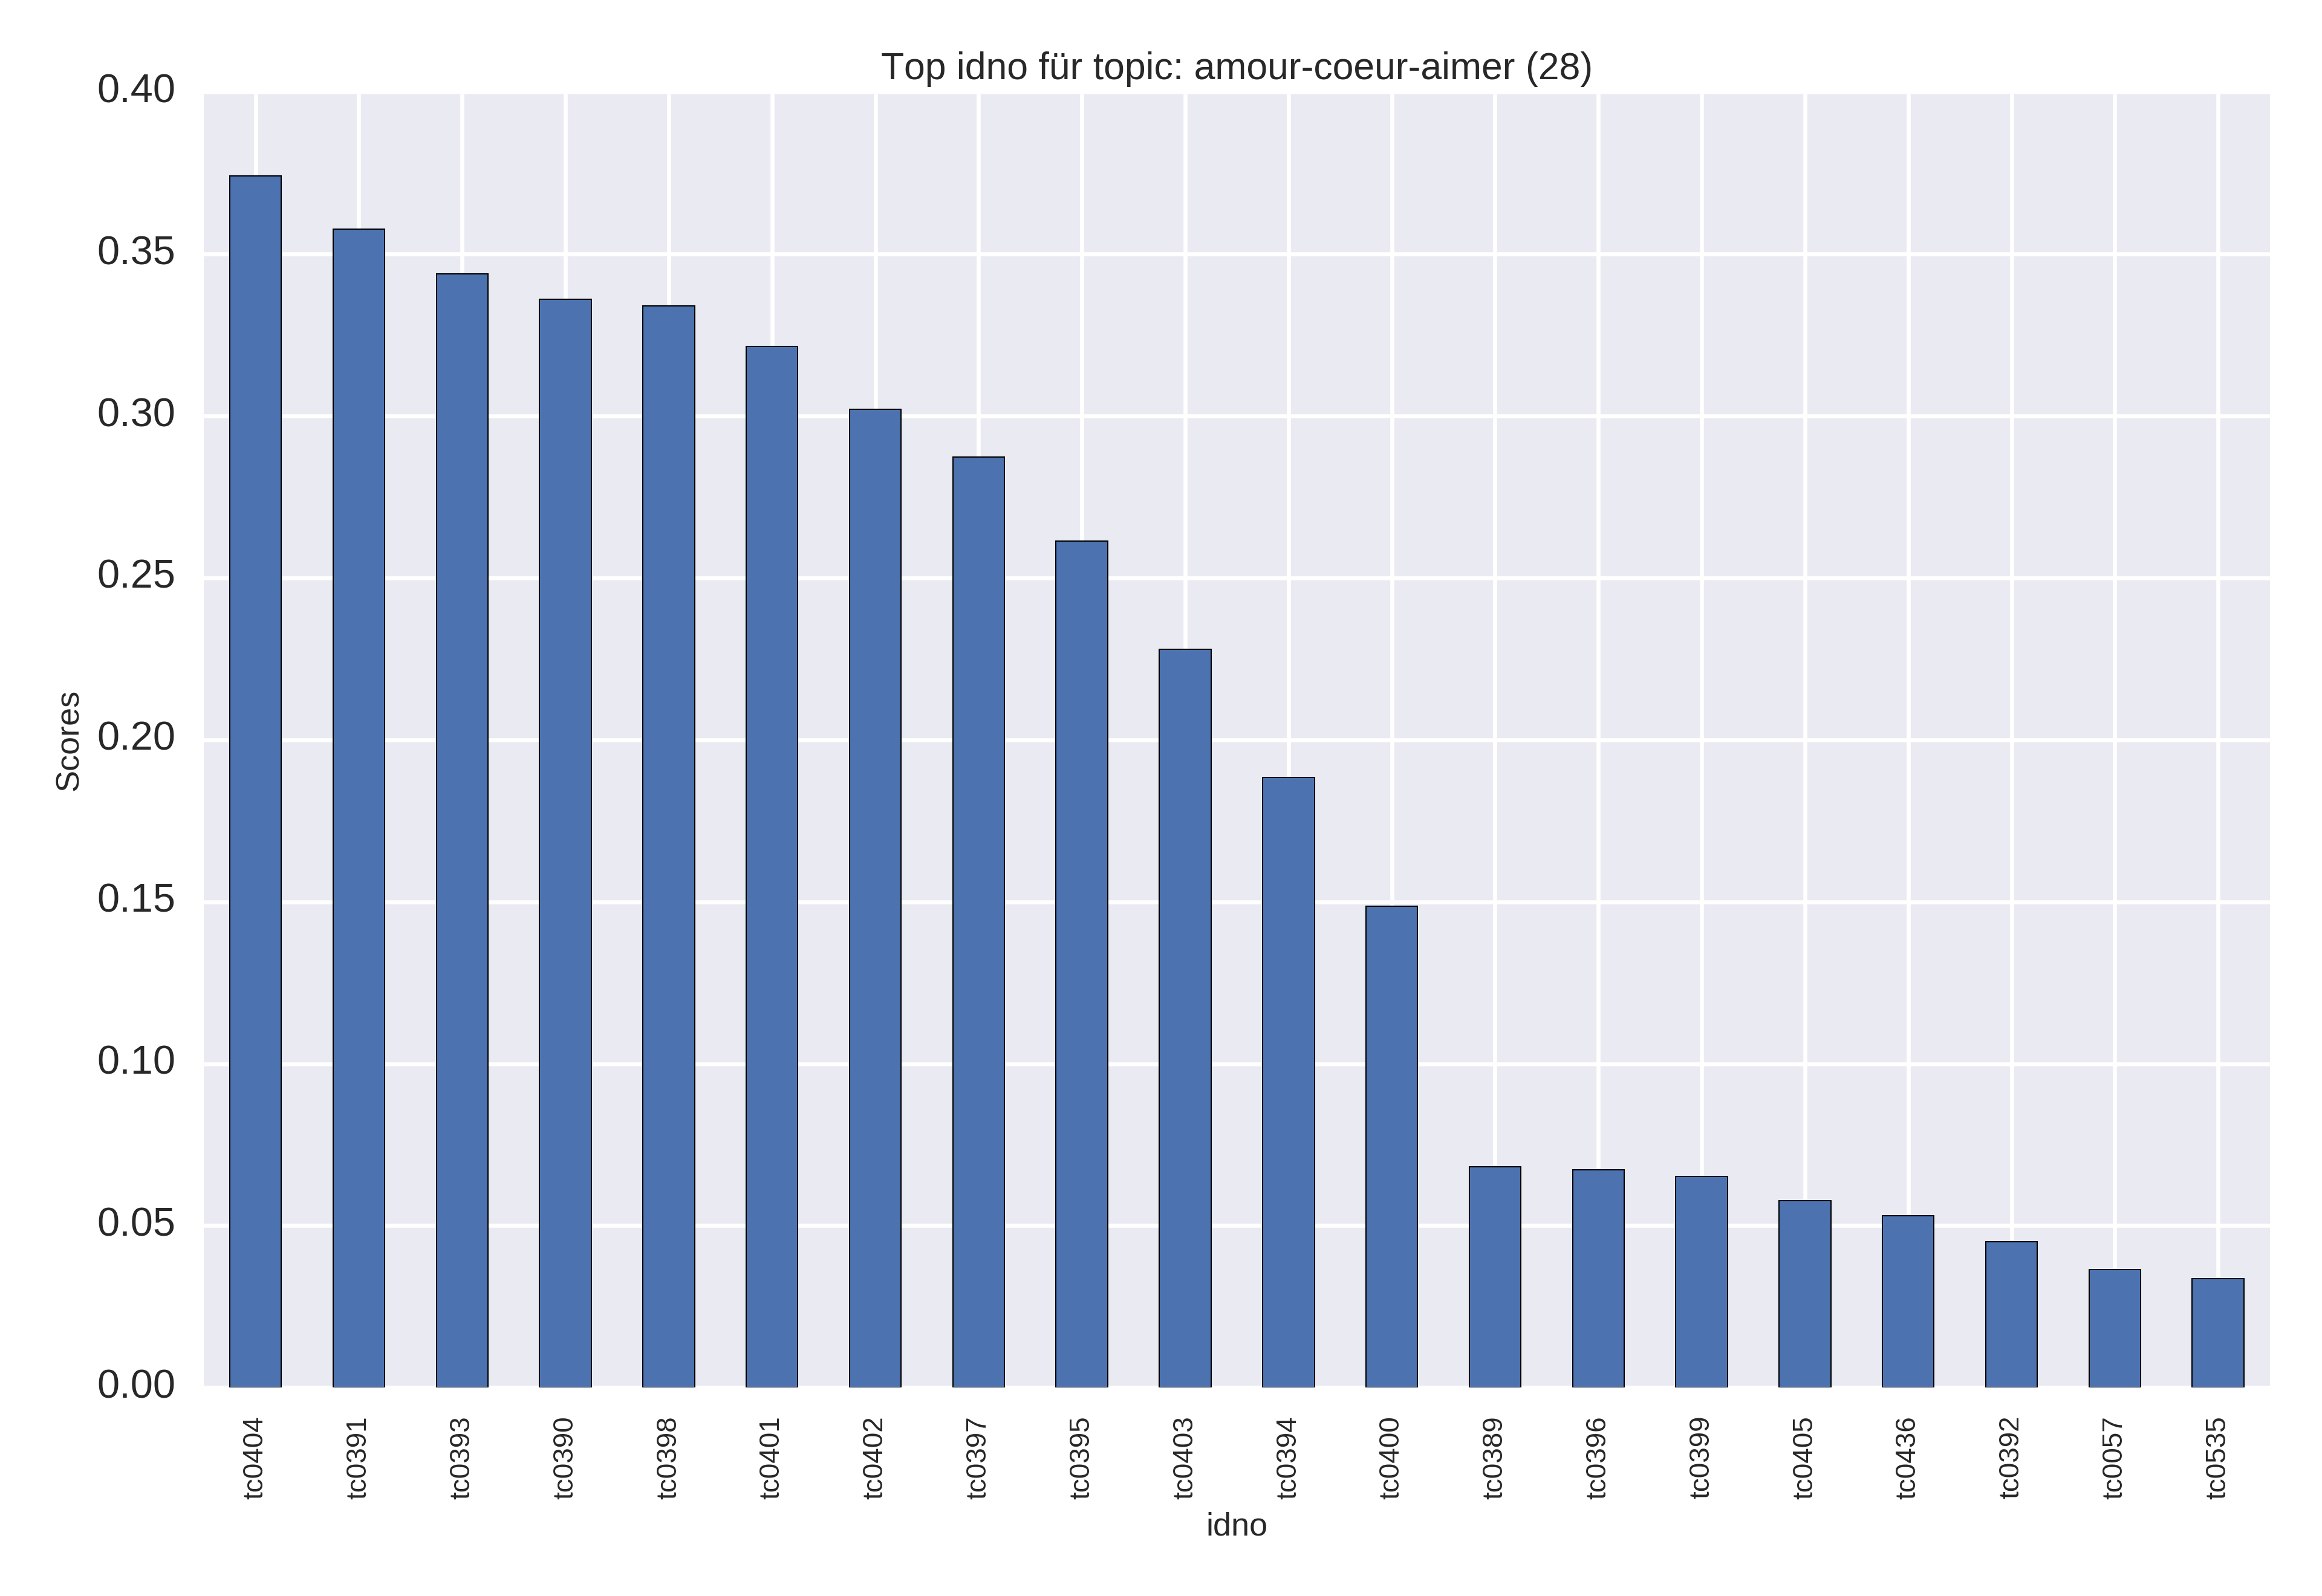 Top idno für topic: amour-coeur-aimer (28)
0.40
0.35
0.30
0.25
0.20
0.15
0.10
0.05
0.00
Scores
tc0404
tc0391
tc0393
tc0390
tc0398
tc0401
tc0402
tc0397
tc0395
tc0403
tc0394
tc0400
tc0389
tc0396
tc0399
tc0405
tc0436
tc0392
tc0057
tc0535
idno